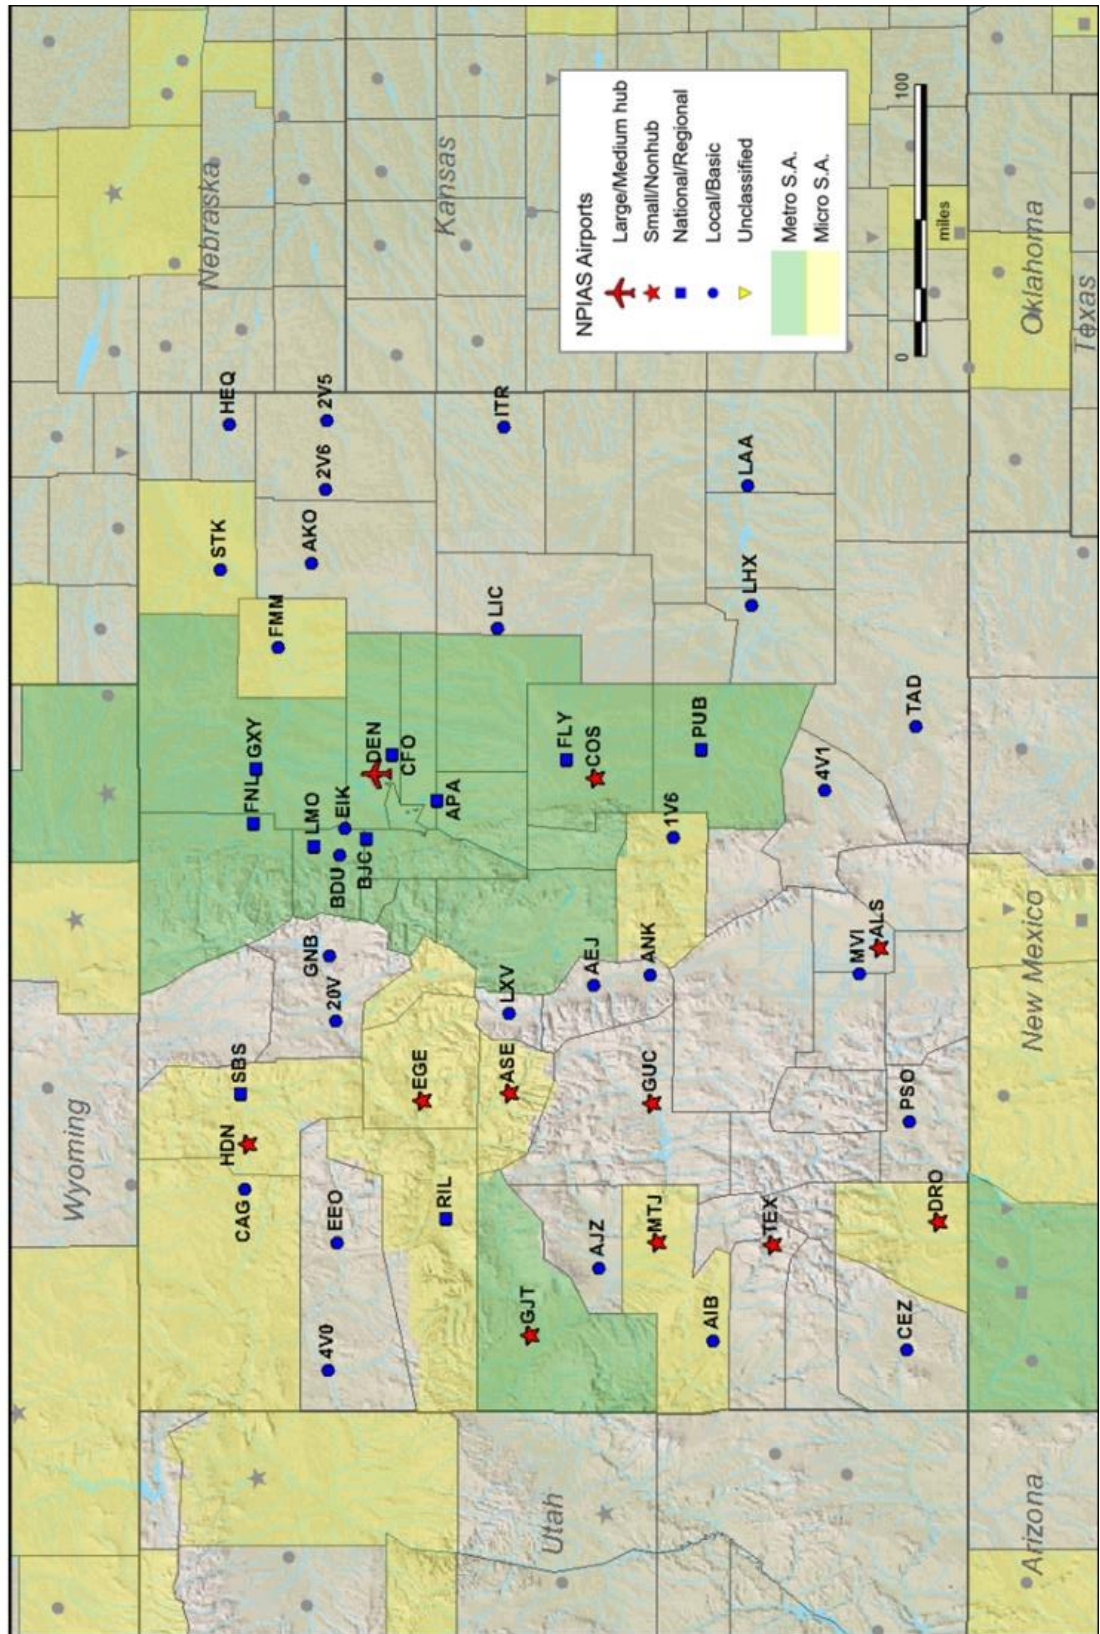 Wyoming
Nebraska
STK
HEQ
HDN
SBS
CAG
FNL
GXY
FMM
GNB
AKO
LMO
4V0
2V6
2V5
20V
EEO
BDU
EIK
BJC
DEN
CFO
EGE
RIL
Kansas
APA
LIC
ITR
ASE
LXV
GJT
Utah
FLY
AEJ
COS
AJZ
ANK
GUC
MTJ
1V6
PUB
AIB
LAA
LHX
TEX
4V1
MVI
ALS
CEZ
PSO
TAD
DRO
NPIAS Airports
Large/Medium hub
Small/Nonhub
National/Regional
Local/Basic
Unclassified
Metro S.A.
Micro S.A.
0 100
miles
Arizona
New Mexico
Oklahoma
Texas